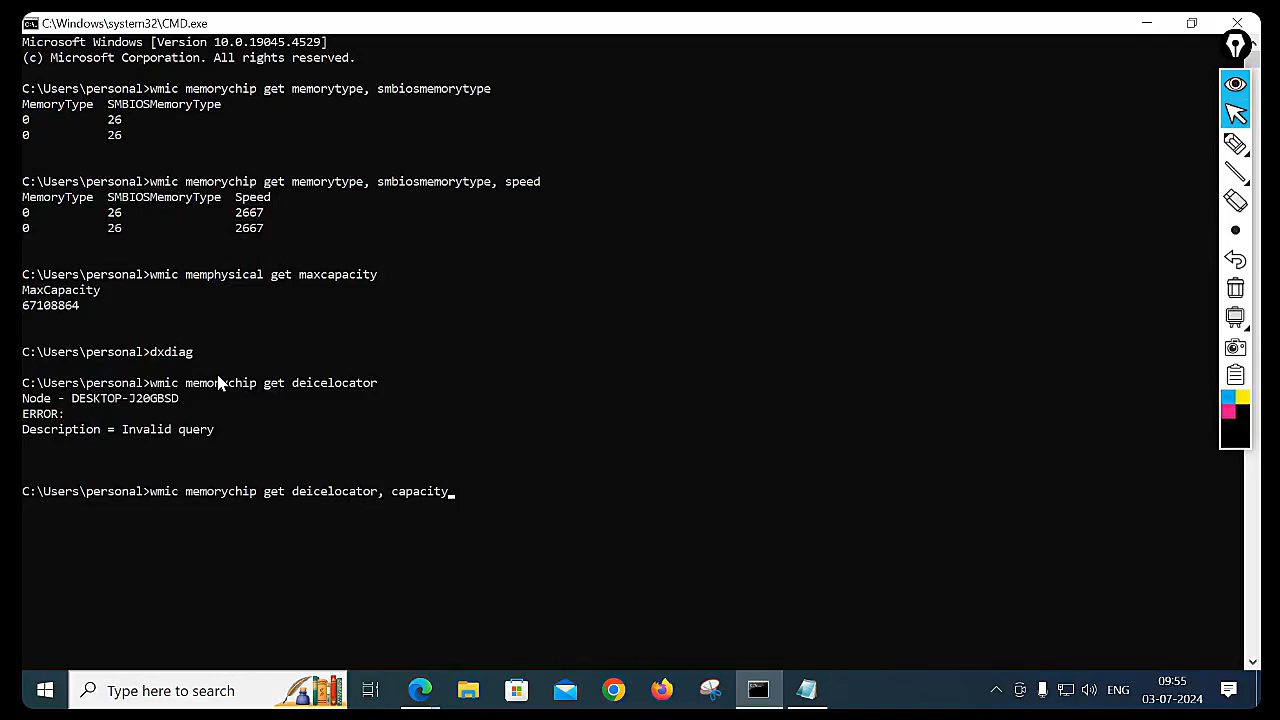 C:\Windows\system32\CMD.exe
Microsoft Windows [Version 10.0.19045.4529]
(c) Microsoft Corporation. All rights reserved.
C:\Users\personal>wmic memorychip get memorytype, smbiosmemorytype
MemoryType SMBIOSMemoryType
0 26
0 26
C:\Users\personal>wmic memorychip get memorytype, smbiosmemorytype, speed
MemoryType SMBIOSMemoryType Speed
0 26 2667
0 26 2667
C:\Users\personal>wmic memphysical get maxcapacity
MaxCapacity
67108864
C:\Users\personal>dxdiag
C:\Users\personal>wmic memorychip get deicelocator
Node - DESKTOP-J20GBSD
ERROR:
Description = Invalid query
C:\Users\personal>wmic memorychip get deicelocator, capacity_
Type here to search
ENG
09:55
03-07-2024